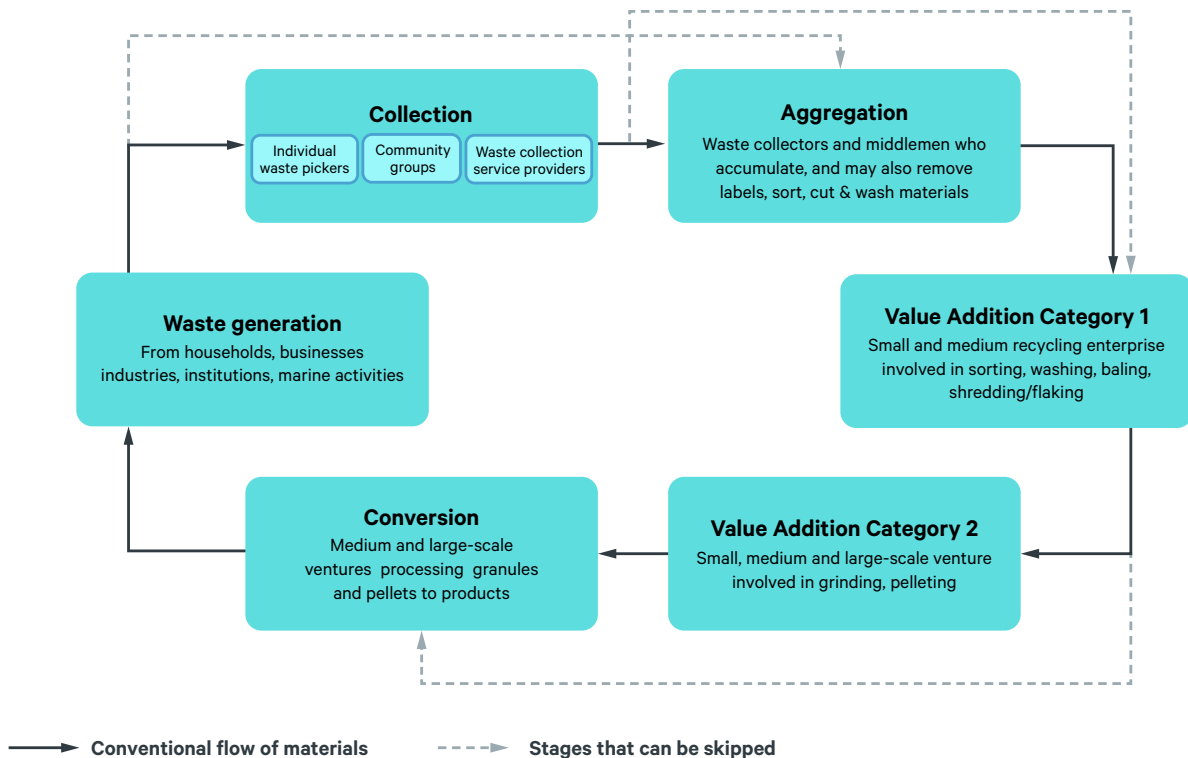 Collection
Individual
waste pickers
Community
groups
Waste collection
service providers
Aggregation
Waste collectors and middlemen who
accumulate, and may also remove
labels, sort, cut & wash materials
Waste generation
From households, businesses
industries, institutions, marine activities
Value Addition Category 1
Small and medium recycling enterprise
involved in sorting, washing, baling,
shredding/flaking
Conversion
Medium and large-scale
ventures processing granules
and pellets to products
Value Addition Category 2
Small, medium and large-scale venture
involved in grinding, pelleting
Conventional flow of materials
Stages that can be skipped